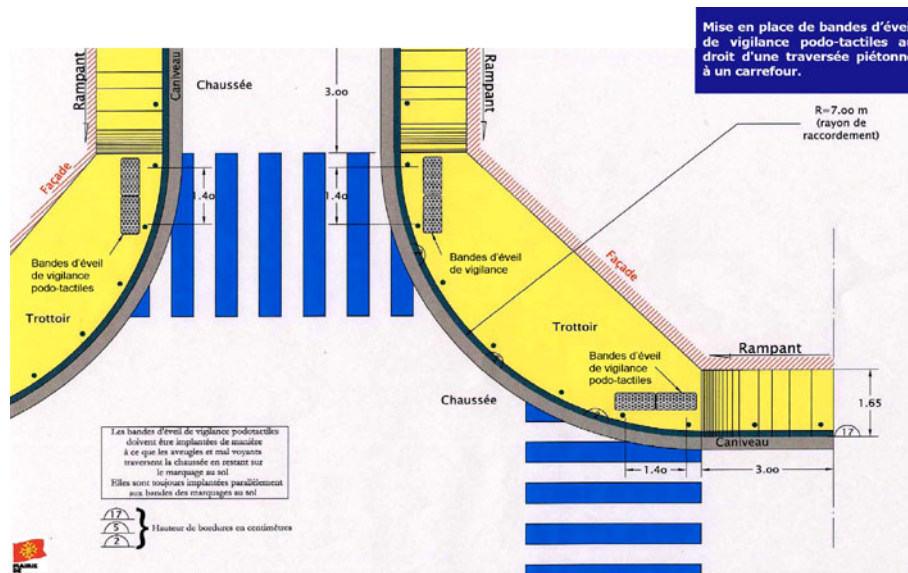 Mise en place de bandes d'éveil
de vigilance podo-tactiles au
droit d'une traversée piétonne
à un carrefour.
Rampant
Caniveau
Chaussée
3.oo
Rampant
R=7.oo m
(rayon de
raccordement)
Façade
1.4o
1.4o
Bandes d'éveil
de vigilance
podo-tactiles
Bandes d'éveil
de vigilance
Façade
Trottoir
Trottoir
Rampant
Bandes d'éveil
de vigilance
podo-tactiles
1.65
Chaussée
Caniveau
17
1.4o
3.oo
Les bandes d'éveil de vigilance podotactiles
doivent être implantées de manière
à ce que les aveugles et mal voyants
traversent la chaussée en restant sur
le marquage au sol
Elles sont toujours implantées parallélement
aux bandes des marquages au sol
17
5
2
Hauteur de bordures en centimètres
MAIRIE DE